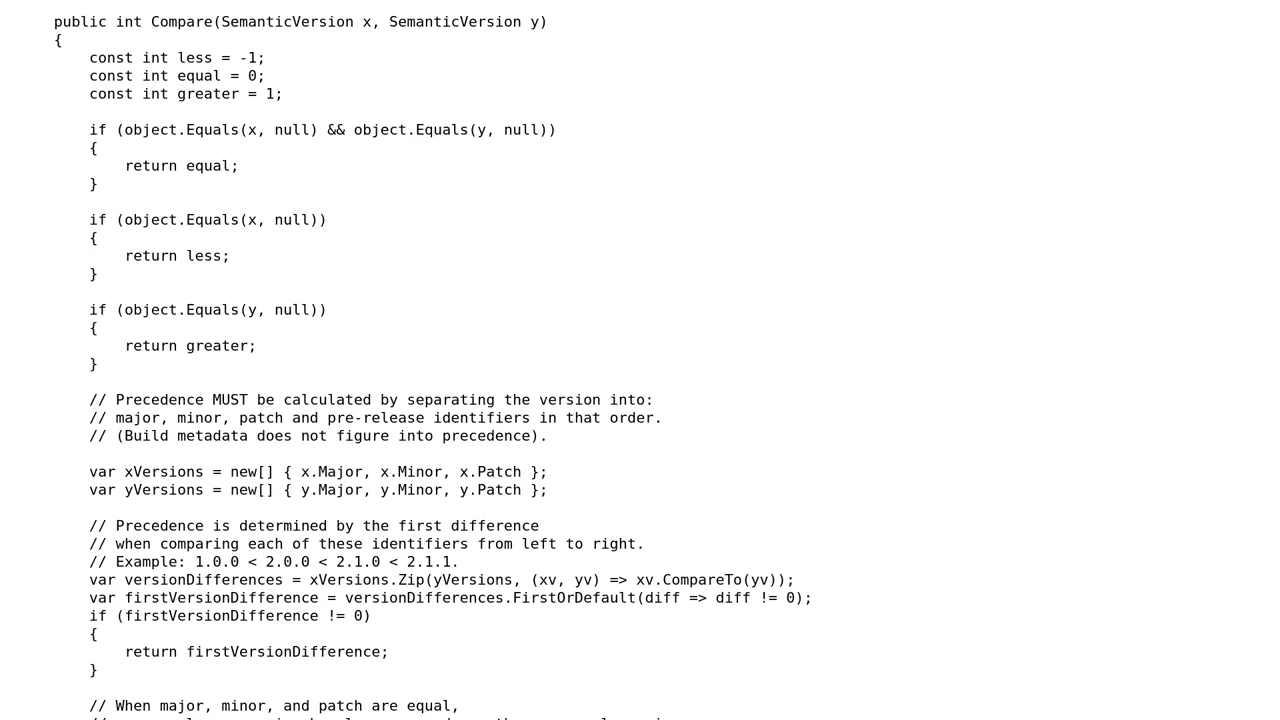 public int Compare(SemanticVersion x, SemanticVersion y)
{
    const int less = -1;
    const int equal = 0;
    const int greater = 1;

    if (object.Equals(x, null) && object.Equals(y, null))
    {
        return equal;
    }

    if (object.Equals(x, null))
    {
        return less;
    }

    if (object.Equals(y, null))
    {
        return greater;
    }

    // Precedence MUST be calculated by separating the version into:
    // major, minor, patch and pre-release identifiers in that order.
    // (Build metadata does not figure into precedence).

    var xVersions = new[] { x.Major, x.Minor, x.Patch };
    var yVersions = new[] { y.Major, y.Minor, y.Patch };

    // Precedence is determined by the first difference
    // when comparing each of these identifiers from left to right.
    // Example: 1.0.0 < 2.0.0 < 2.1.0 < 2.1.1.
    var versionDifferences = xVersions.Zip(yVersions, (xv, yv) => xv.CompareTo(yv));
    var firstVersionDifference = versionDifferences.FirstOrDefault(diff => diff != 0);
    if (firstVersionDifference != 0)
    {
        return firstVersionDifference;
    }

    // When major, minor, and patch are equal,